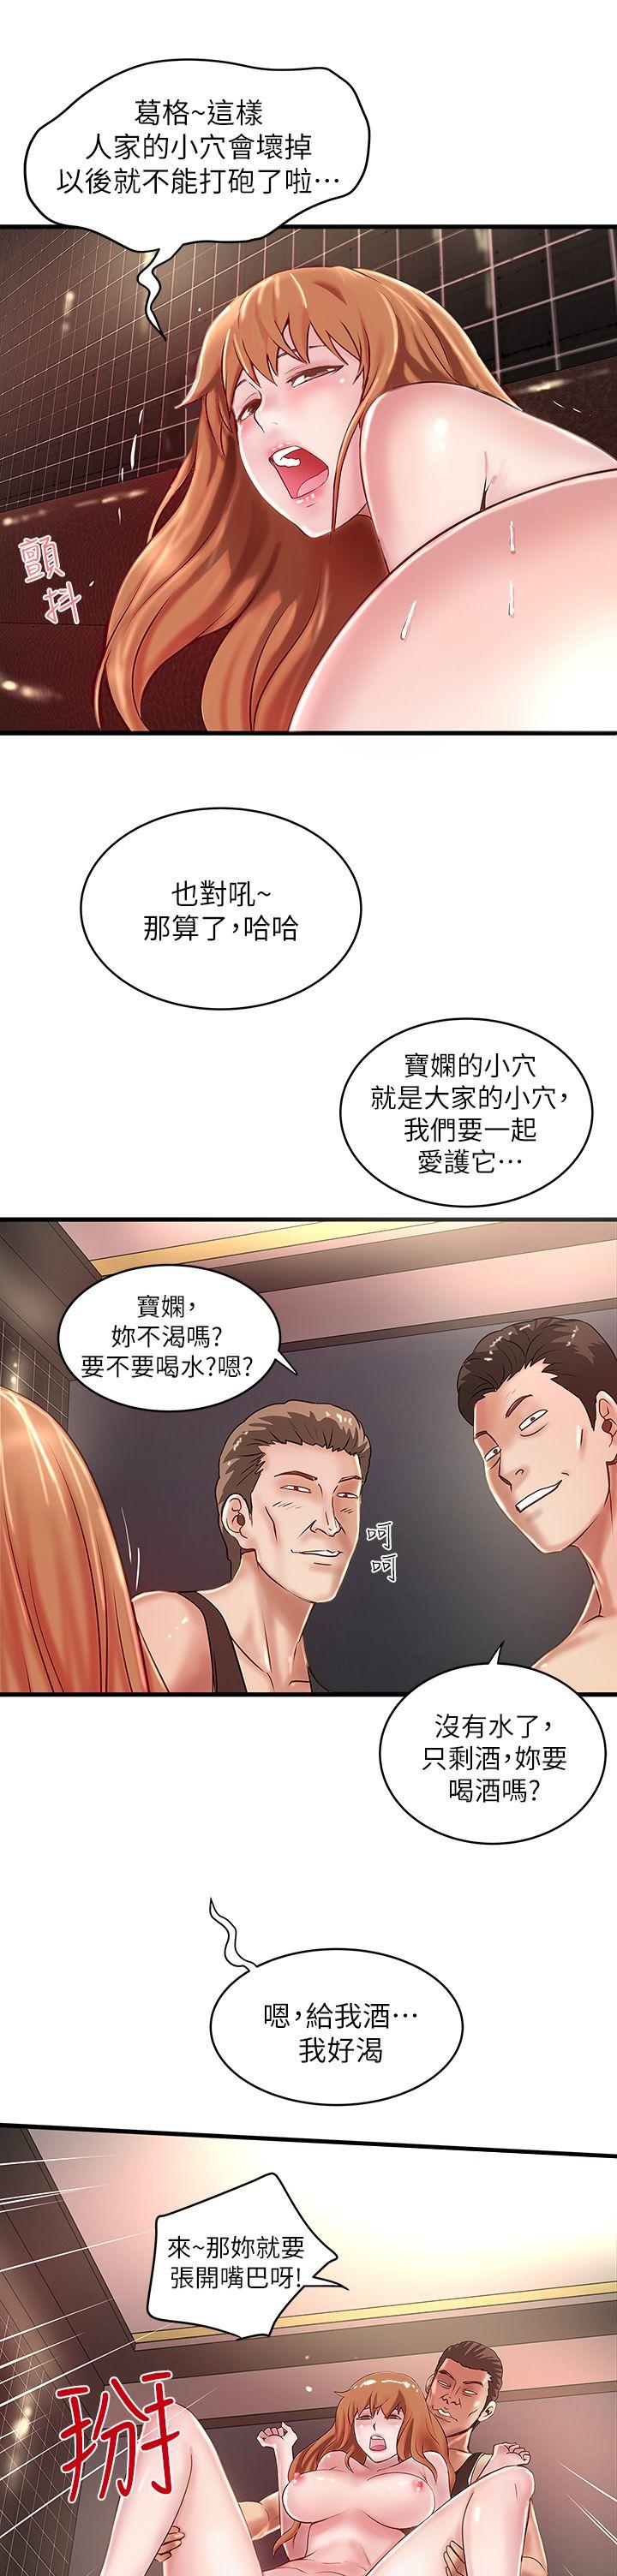 葛格~這樣
人家的小穴會壞掉
以後就不能打砲了啦…
顫
抖
也對吼~
那算了,哈哈
寶嫻的小穴
就是大家的小穴,
我們要一起
愛護它…
寶嫻,
妳不渴嗎?
要不要喝水?嗯?
呵
呵
沒有水了,
只剩酒,妳要
喝酒嗎?
嗯,給我酒…
我好渴
來~那妳就要
張開嘴巴呀!
掰